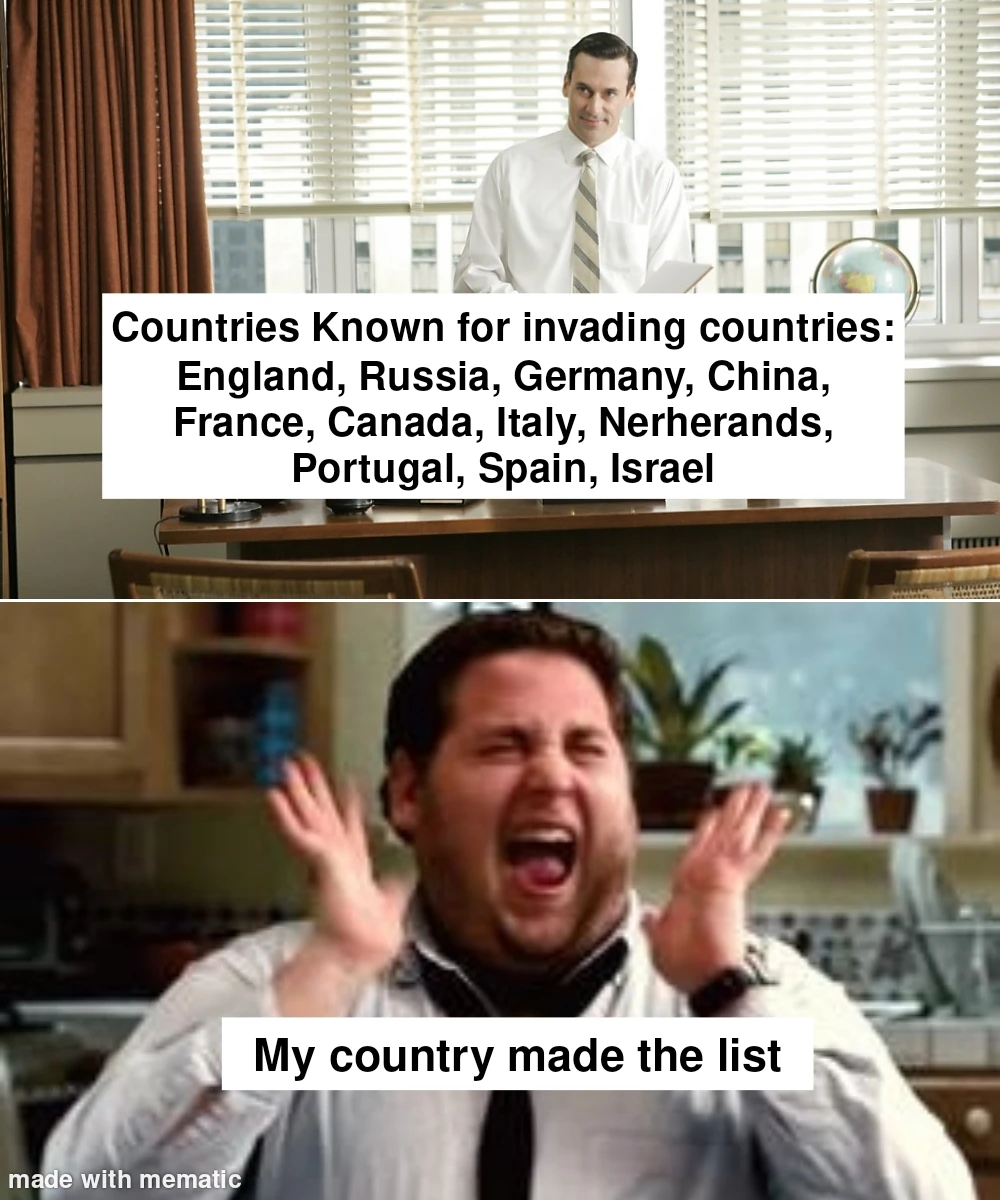 Countries Known for invading countries:
England, Russia, Germany, China,
France, Canada, Italy, Nerherands,
Portugal, Spain, Israel
My country made the list
made with mematic